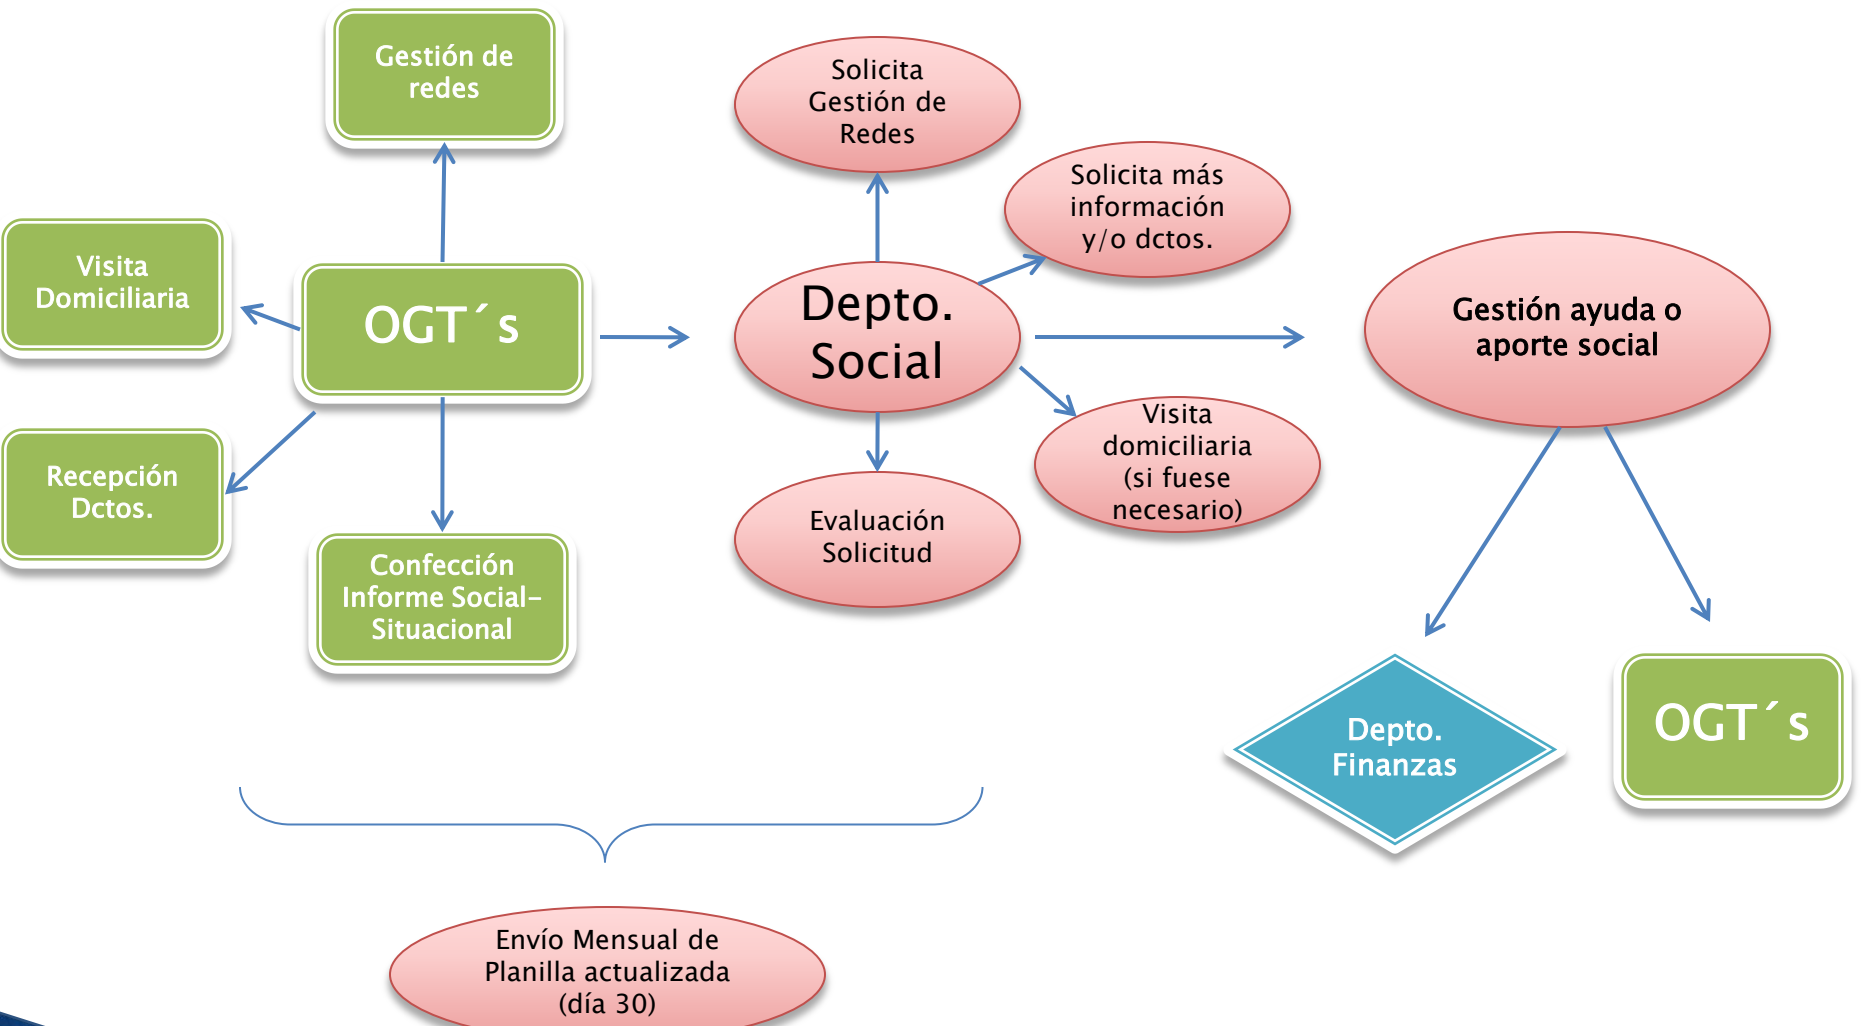 Gestión de
redes
Visita
Domiciliaria
OGT´s
Recepción
Dctos.
Confección
Informe Social-
Situacional
Solicita
Gestión de
Redes
Solicita más
información
y/o dctos.
Depto.
Social
Visita
domiciliaria
(si fuese
necesario)
Evaluación
Solicitud
Gestión ayuda o
aporte social
Depto.
Finanzas
OGT´s
Envío Mensual de
Planilla actualizada
(día 30)